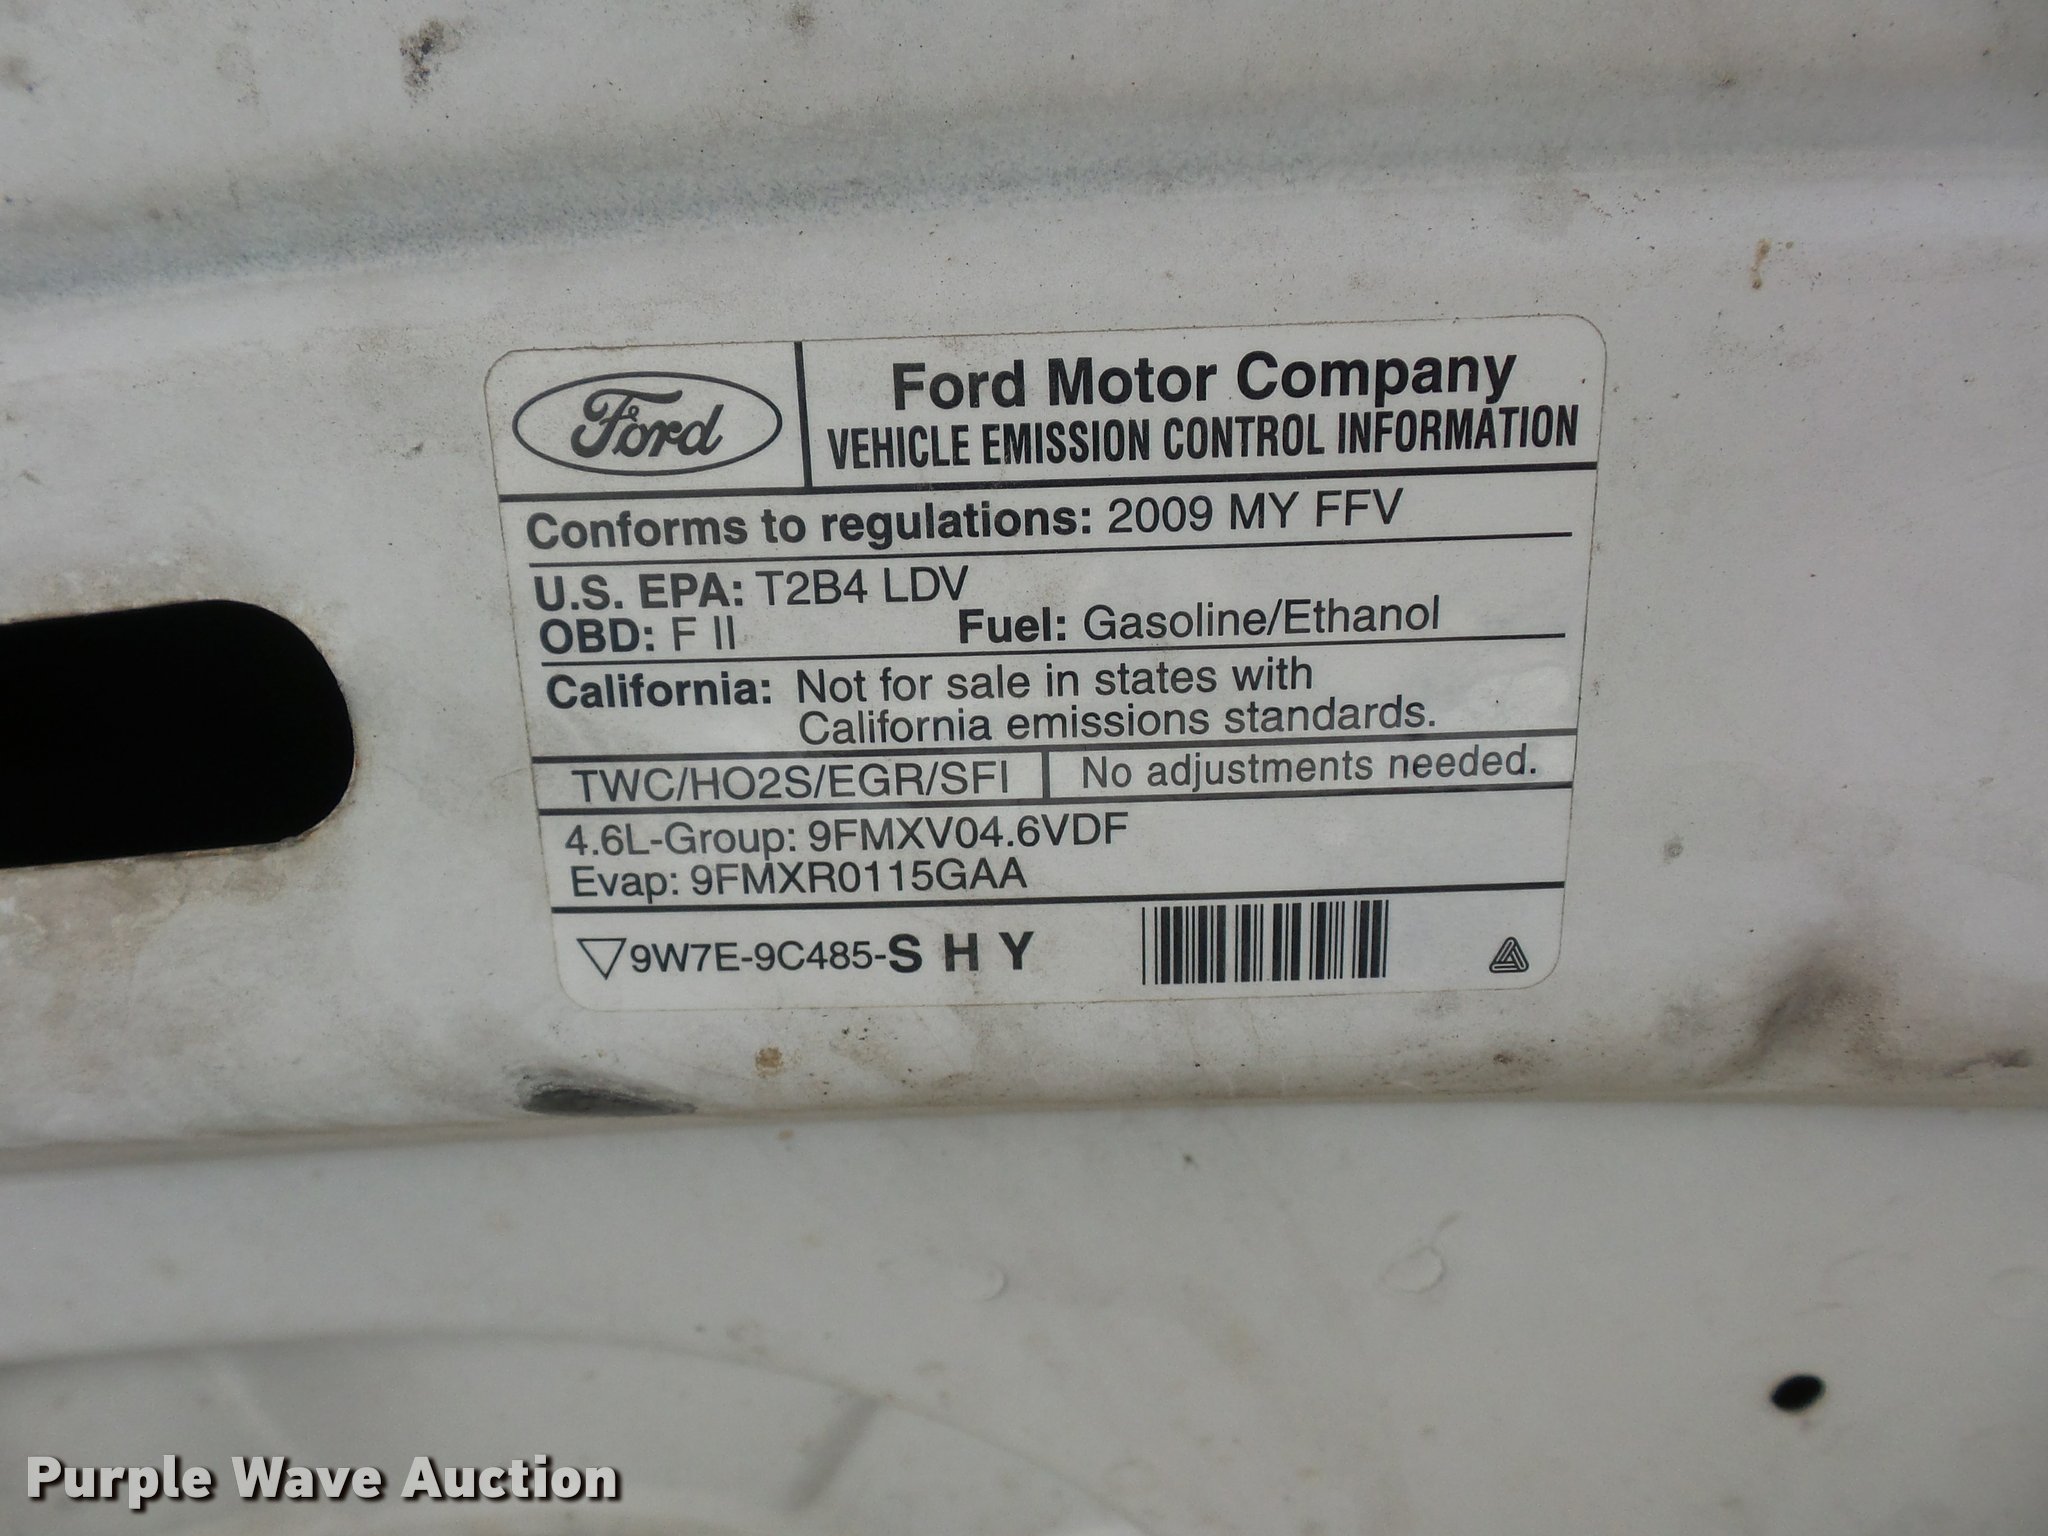 Ford
Ford Motor Company
VEHICLE EMISSION CONTROL INFORMATION
Conforms to regulations: 2009 MY FFV
U.S. EPA: T2B4 LDV
OBD: F II Fuel: Gasoline/Ethanol
California: Not for sale in states with
California emissions standards.
TWC/HO2S/EGR/SFI No adjustments needed.
4.6L-Group: 9FMXV04.6VDF
Evap: 9FMXR0115GAA
9W7E-9C485-S H Y
Purple Wave Auction